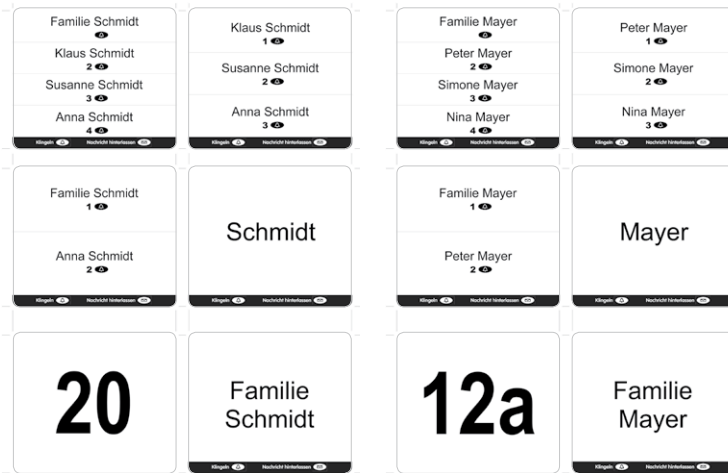 Familie Schmidt
Klaus Schmidt
2
Susanne Schmidt
3
Anna Schmidt
4
Klingeln Nachricht hinterlassen
Klaus Schmidt
1
Susanne Schmidt
2
Anna Schmidt
3
Klingeln Nachricht hinterlassen
Familie Mayer
Peter Mayer
2
Simone Mayer
3
Nina Mayer
4
Klingeln Nachricht hinterlassen
Peter Mayer
1
Simone Mayer
2
Nina Mayer
3
Klingeln Nachricht hinterlassen
Familie Schmidt
1
Anna Schmidt
2
Klingeln Nachricht hinterlassen
Schmidt
Klingeln Nachricht hinterlassen
Familie Mayer
1
Peter Mayer
2
Klingeln Nachricht hinterlassen
Mayer
Klingeln Nachricht hinterlassen
20
Familie
Schmidt
Klingeln Nachricht hinterlassen
12a
Familie
Mayer
Klingeln Nachricht hinterlassen